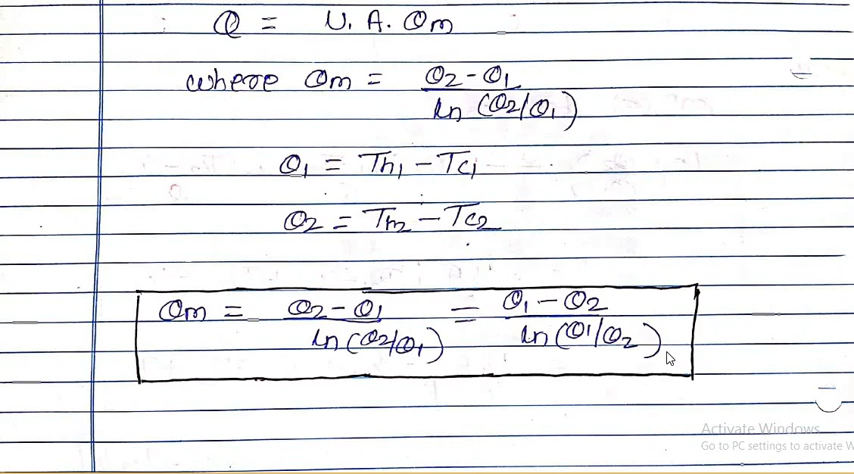 Q = U. A. Θm
where Θm = Θ2 - Θ1 / ln (Θ2/Θ1)
Θ1 = Th1 - Tc1
Θ2 = Th2 - Tc2
Θm = Θ2 - Θ1 / ln (Θ2/Θ1) = Θ1 - Θ2 / ln (Θ1/Θ2)
Activate Windows
Go to PC settings to activate W